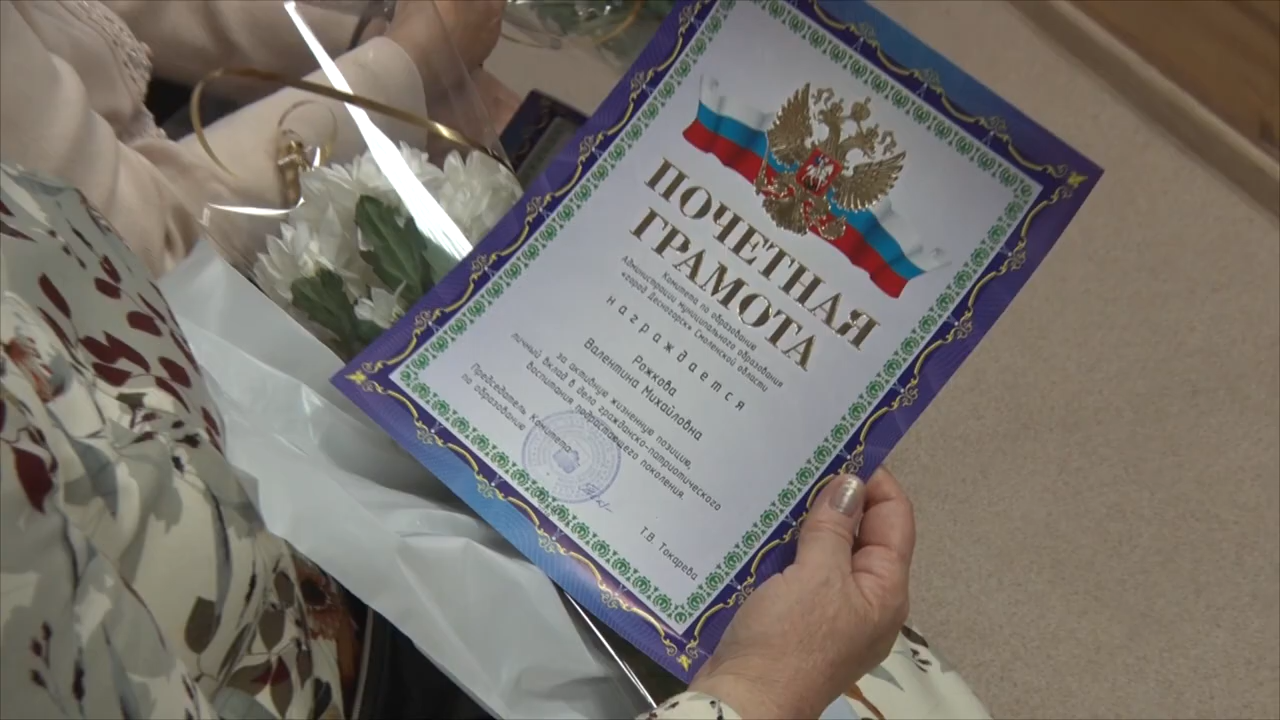 ПОЧЕТНАЯ
ГРАМОТА
Комитета по образованию
Администрации муниципального образования
«город Десногорск» Смоленской области
награждается
Рожкова
Валентина Михайловна
за активную жизненную позицию,
личный вклад в дела гражданско-патриотического
воспитания подрастающего поколения.
Председатель Комитета
по образованию
Т.В. Токарева